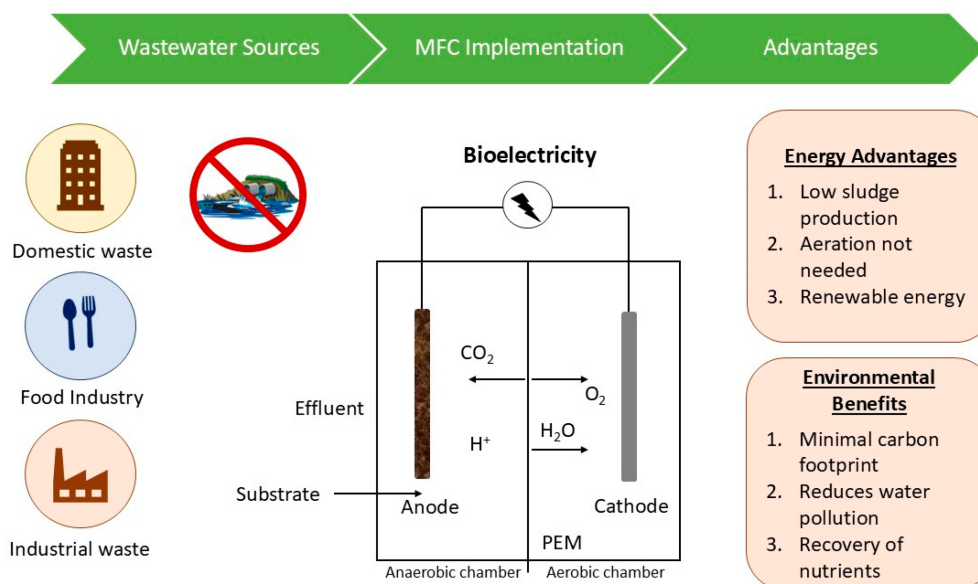 Wastewater Sources
MFC Implementation
Advantages
Domestic waste
Food Industry
Industrial waste
Bioelectricity
CO₂
O₂
H⁺
H₂O
Effluent
Substrate
Anode
Cathode
PEM
Anaerobic chamber
Aerobic chamber
Energy Advantages
1. Low sludge
production
2. Aeration not
needed
3. Renewable energy
Environmental
Benefits
1. Minimal carbon
footprint
2. Reduces water
pollution
3. Recovery of
nutrients